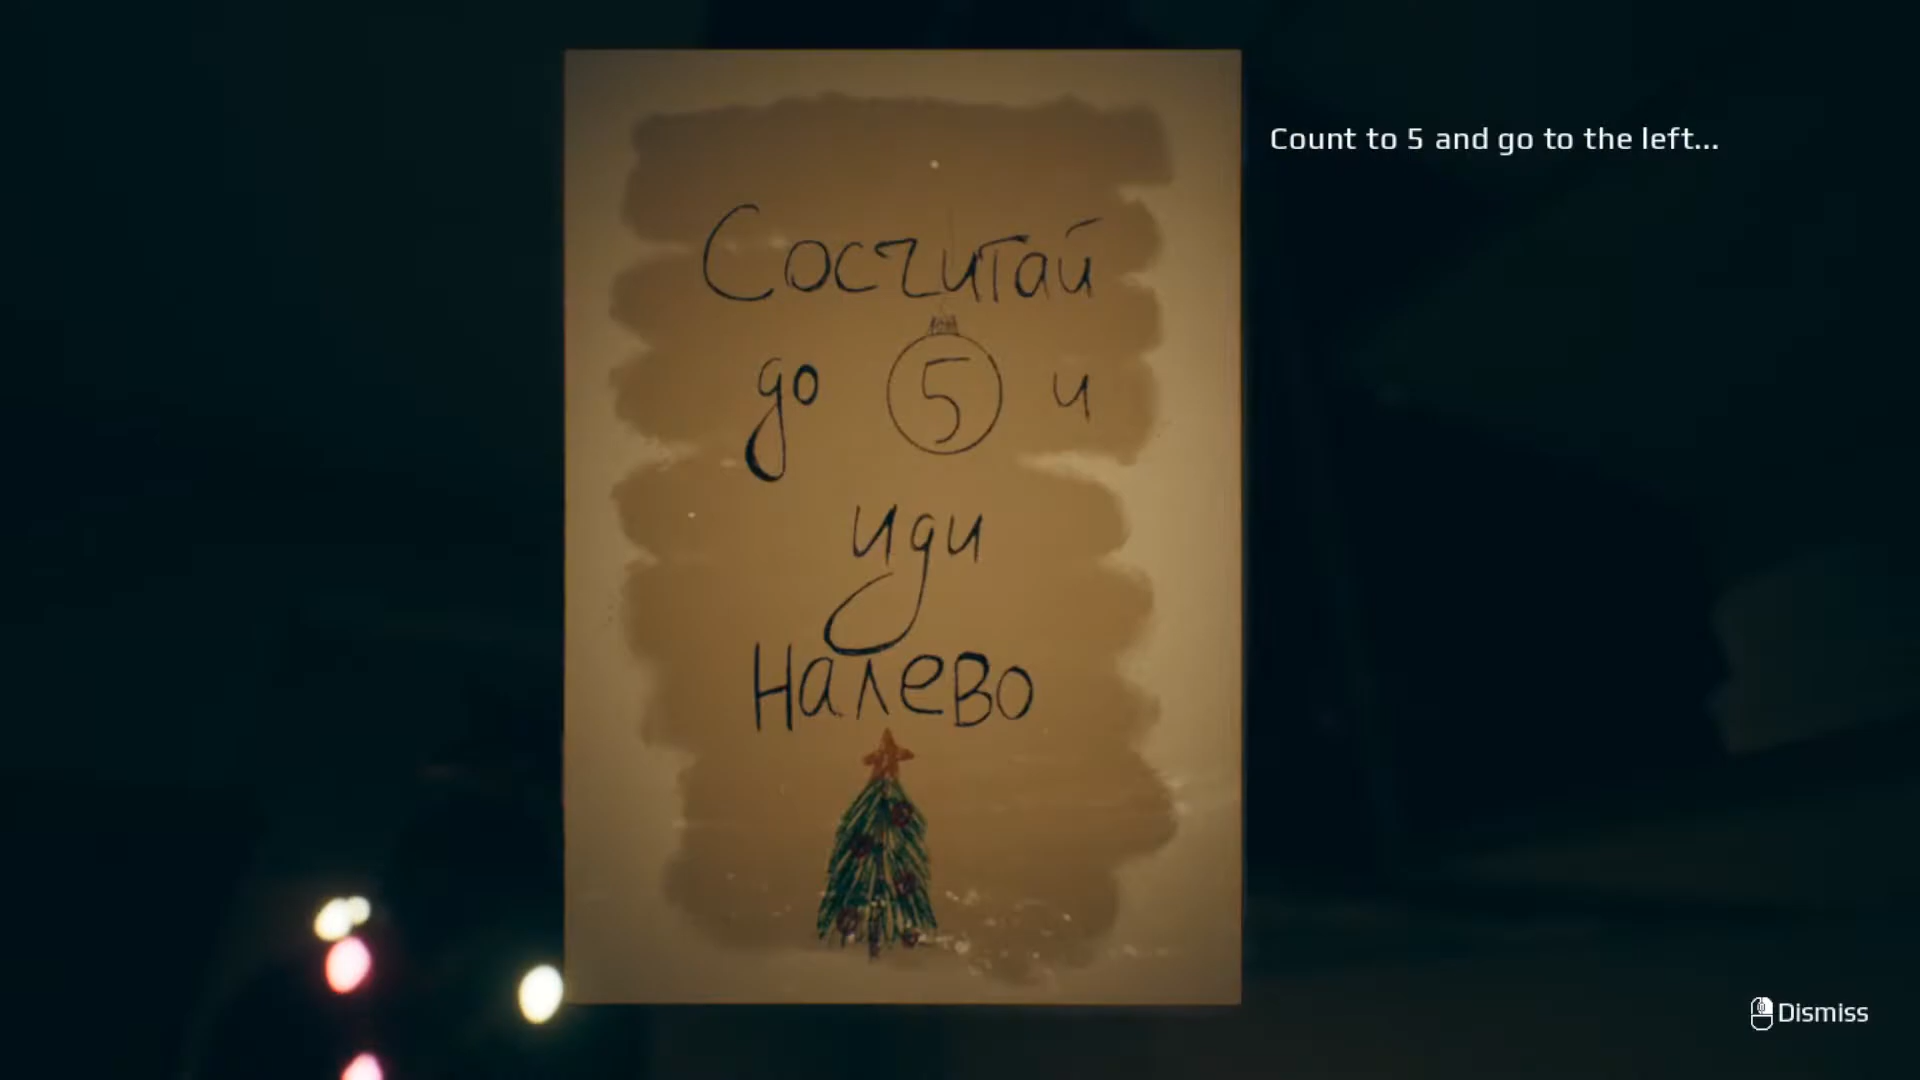 Сосчитай
до 5 и
иди
налево
Count to 5 and go to the left...
Dismiss